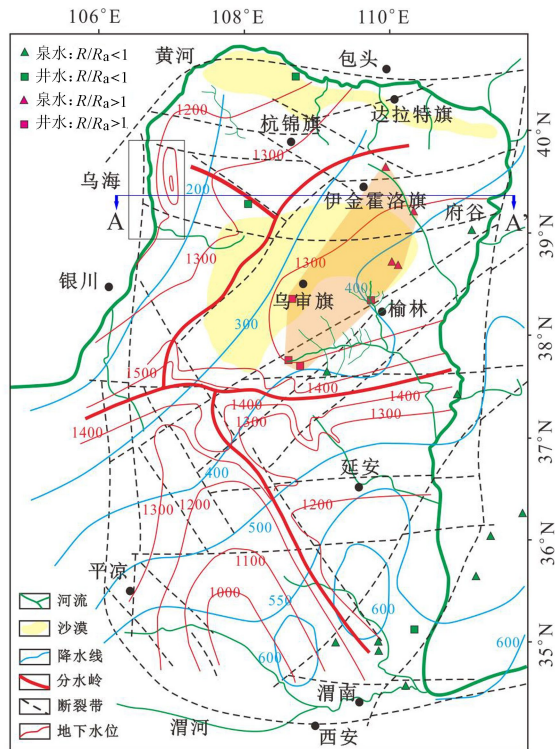 106°E
108°E
110°E
泉水:R/Ra<1
井水:R/Ra<1
泉水:R/Ra>1
井水:R/Ra>1
黄河
包头
1200
杭锦旗
达拉特旗
40°N
1300
乌海
200
伊金霍洛旗
府谷
A
A'
39°N
1300
银川
1300
乌审旗
400
榆林
300
38°N
1500
1400
1400
1400
1300
1300
1400
37°N
400
延安
1300
1200
1200
500
36°N
1100
平凉
1000
550
600
35°N
600
600
渭南
渭河
西安
河流
沙漠
降水线
分水岭
断裂带
地下水位